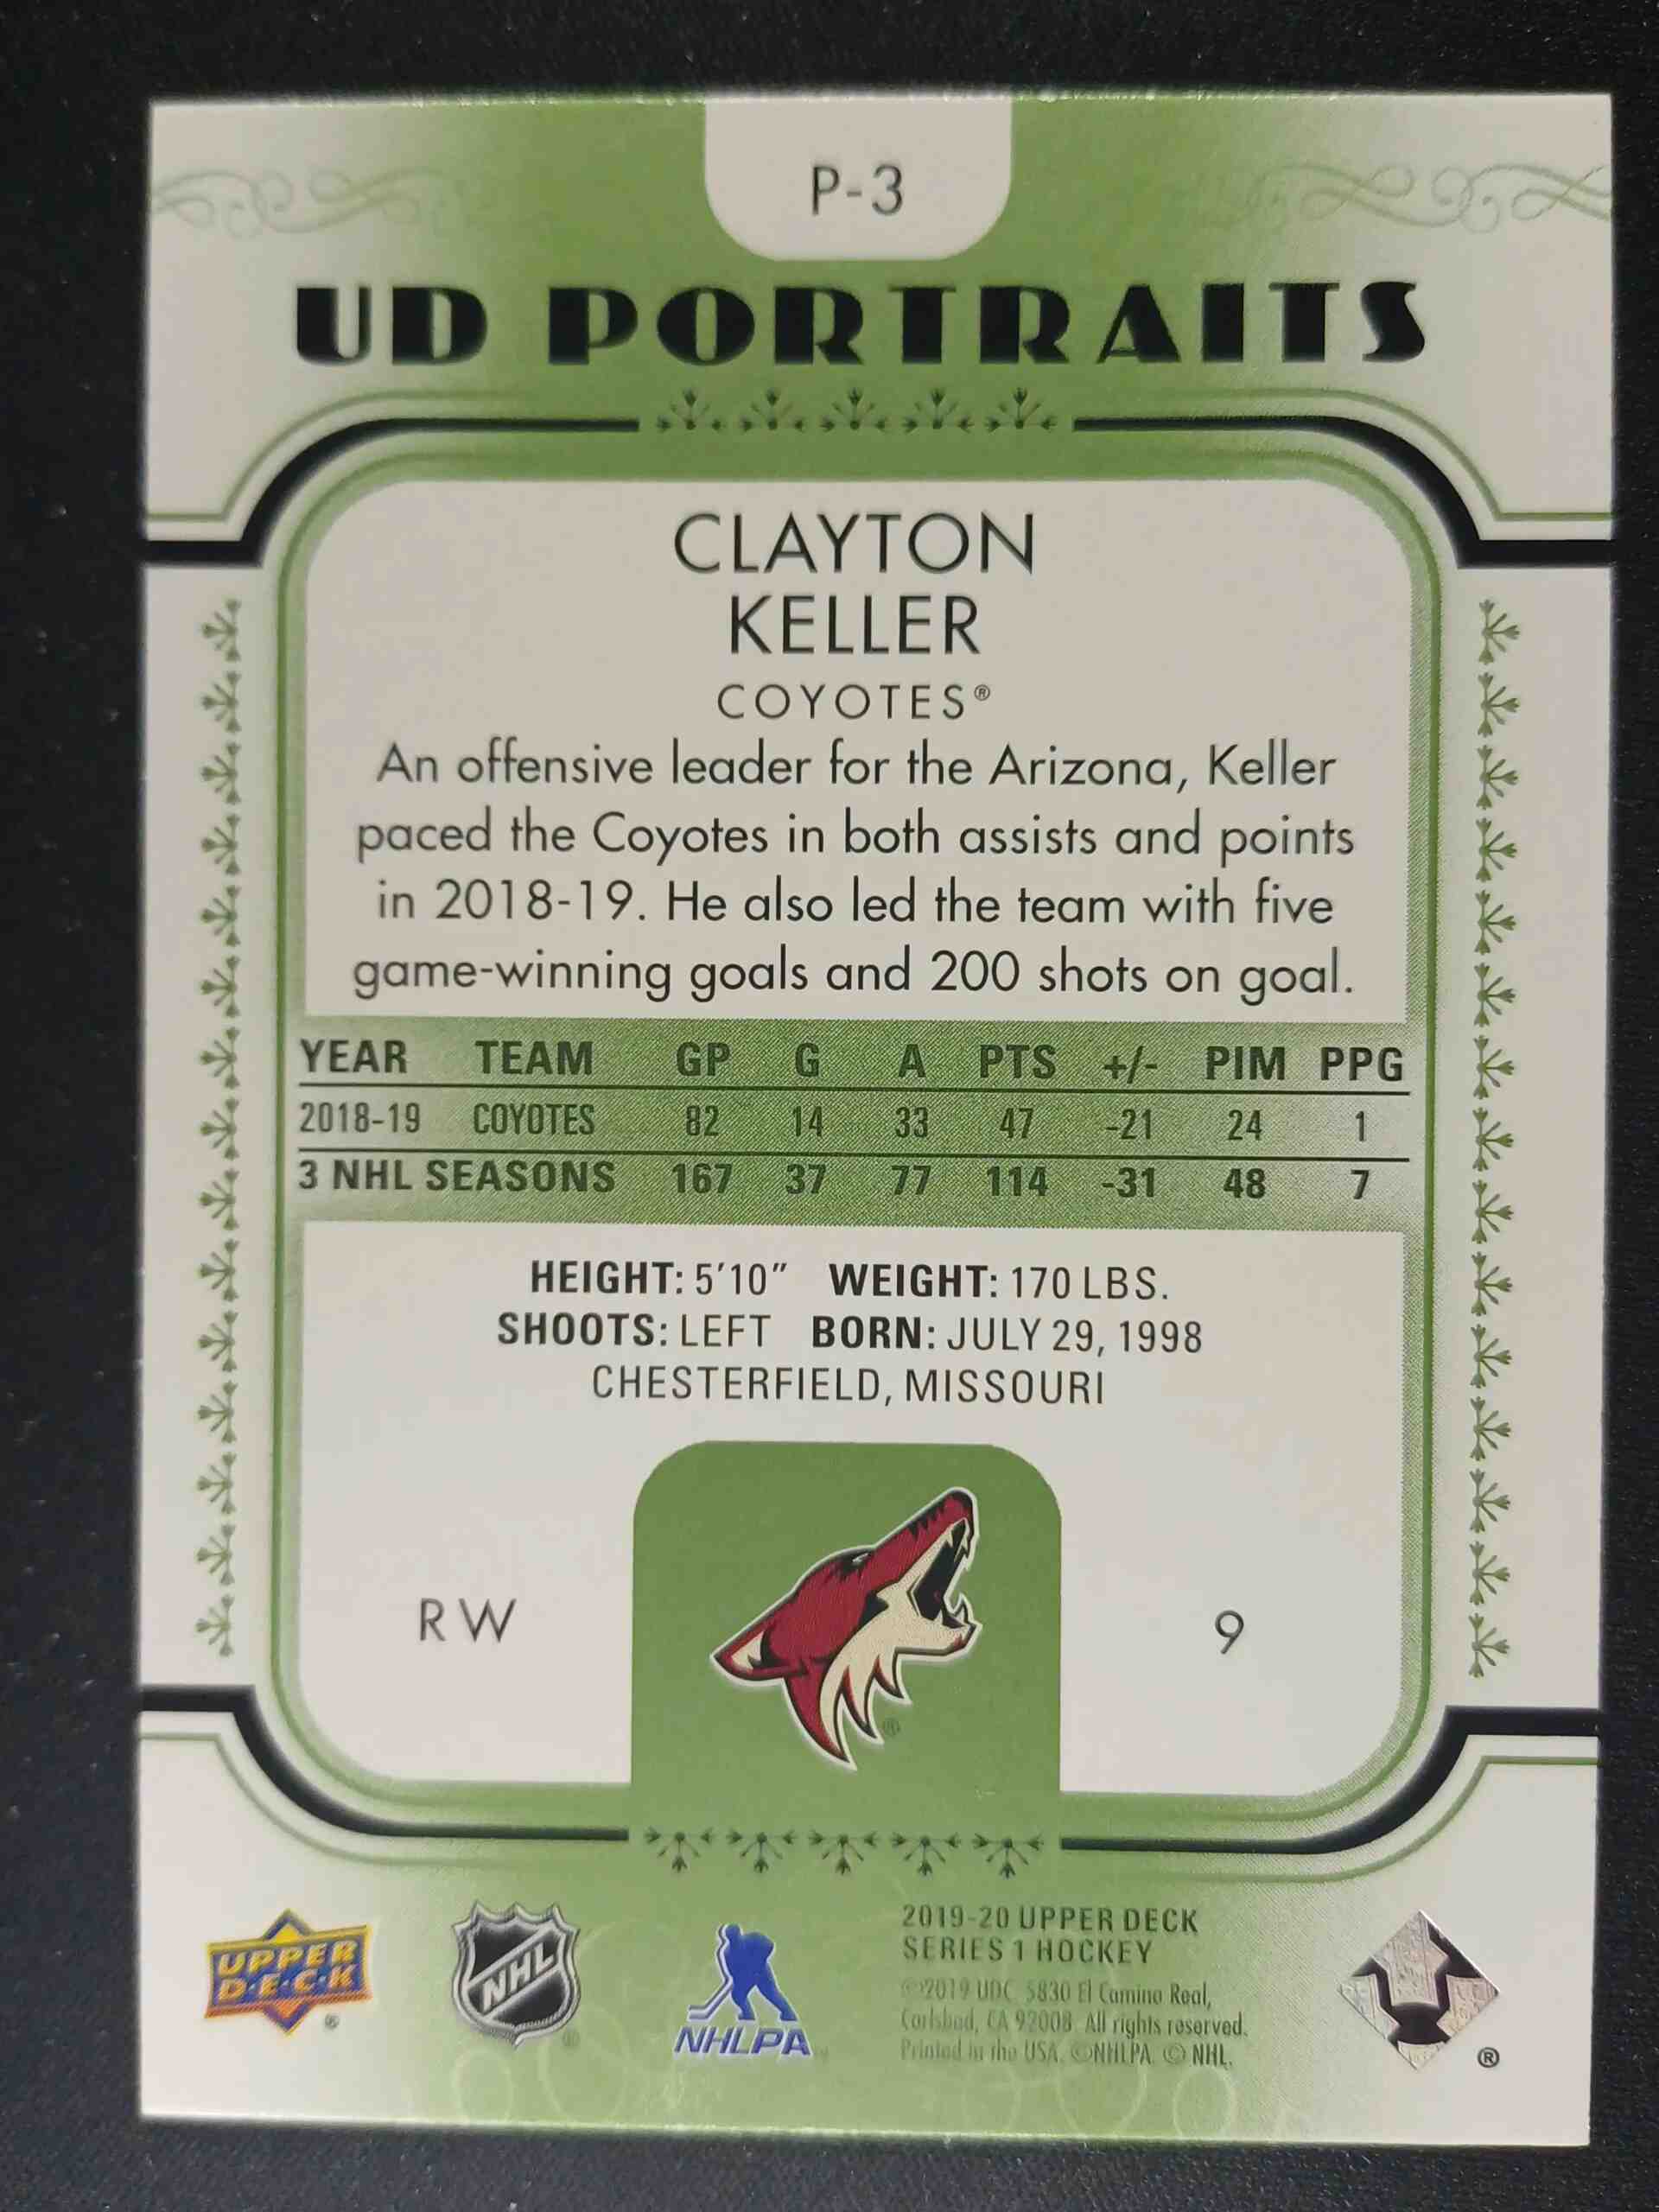 P-3
UD PORTRAITS
CLAYTON
KELLER
COYOTES®
An offensive leader for the Arizona, Keller
paced the Coyotes in both assists and points
in 2018-19. He also led the team with five
game-winning goals and 200 shots on goal.
YEAR TEAM GP G A PTS +/- PIM PPG
2018-19 COYOTES 82 14 33 47 -21 24 1
3 NHL SEASONS 167 37 77 114 -31 48 7
HEIGHT: 5'10" WEIGHT: 170 LBS.
SHOOTS: LEFT BORN: JULY 29, 1998
CHESTERFIELD, MISSOURI
RW
9
®
UPPER
D·E·C·K
®
NHL
®
NHLPA
2019-20 UPPER DECK
SERIES 1 HOCKEY
©2019 UDC, 5830 El Camino Real,
Carlsbad, CA 92008. All rights reserved.
Printed in the USA. ©NHLPA. © NHL.
®